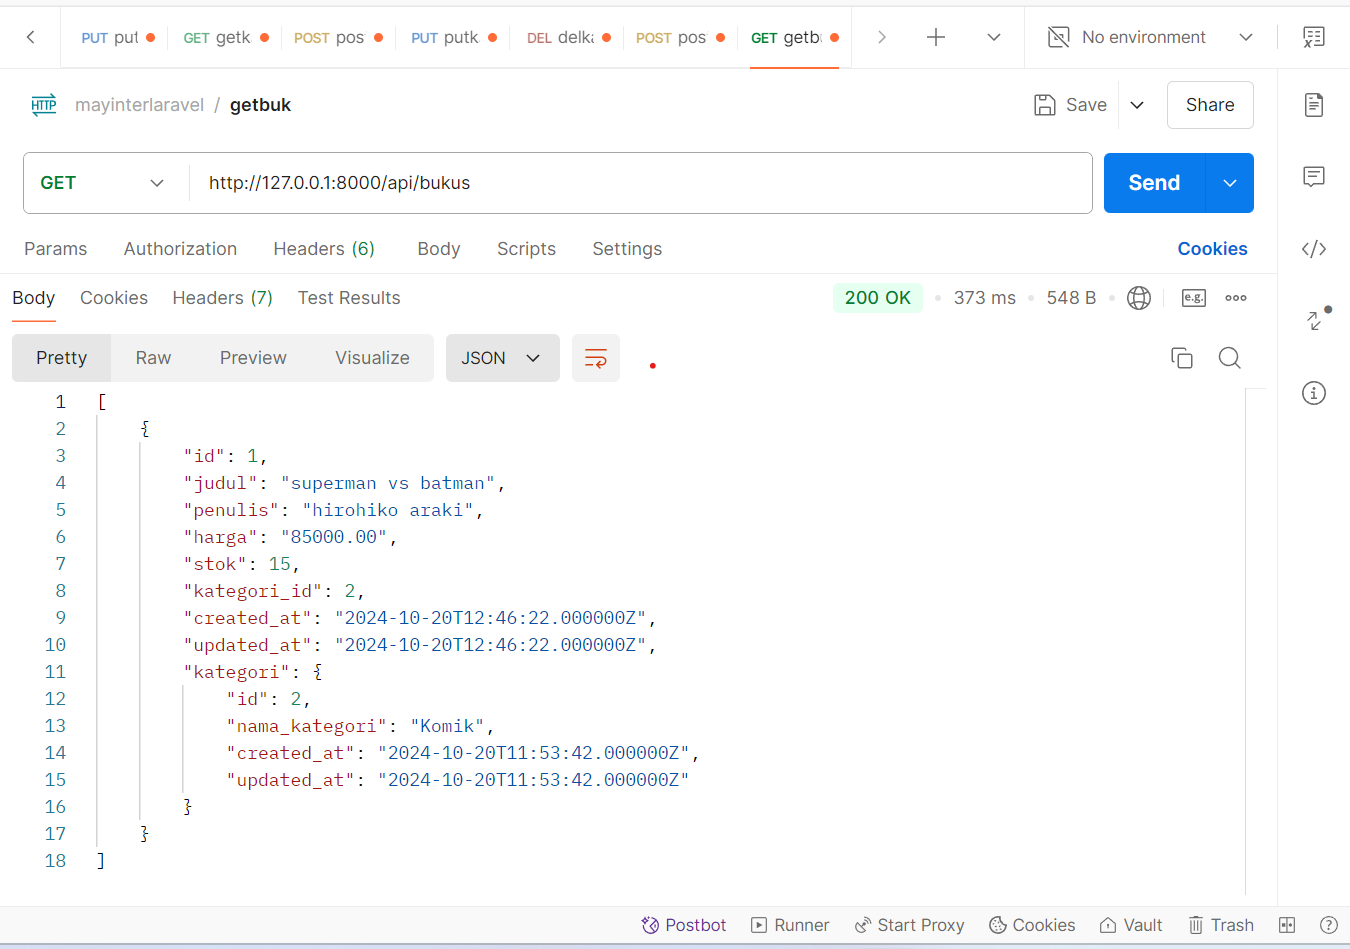 PUT put GET getk POST pos PUT putk DEL delk POST pos GET getb No environment
HTTP mayinterlaravel / getbuk Save Share
GET http://127.0.0.1:8000/api/bukus Send
Params Authorization Headers (6) Body Scripts Settings Cookies
Body Cookies Headers (7) Test Results 200 OK 373 ms 548 B e.g.
Pretty Raw Preview Visualize JSON
1 [
2 {
3 "id": 1,
4 "judul": "superman vs batman",
5 "penulis": "hirohiko araki",
6 "harga": "85000.00",
7 "stok": 15,
8 "kategori_id": 2,
9 "created_at": "2024-10-20T12:46:22.000000Z",
10 "updated_at": "2024-10-20T12:46:22.000000Z",
11 "kategori": {
12 "id": 2,
13 "nama_kategori": "Komik",
14 "created_at": "2024-10-20T11:53:42.000000Z",
15 "updated_at": "2024-10-20T11:53:42.000000Z"
16 }
17 }
18 ]
Postbot Runner Start Proxy Cookies Vault Trash